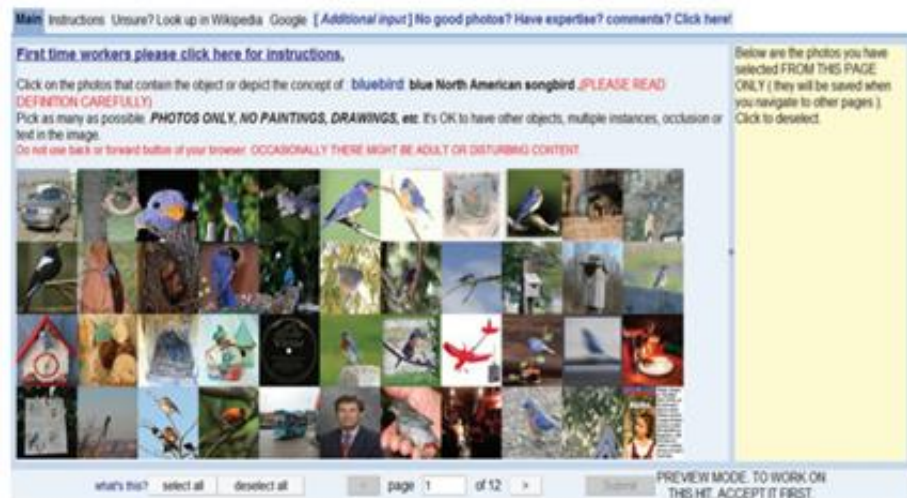 Main Instructions Unsure? Look up in Wikipedia Google [ Additional input ] No good photos? Have expertise? comments? Click here!
First time workers please click here for instructions.
Click on the photos that contain the object or depict the concept of : bluebird: blue North American songbird .(PLEASE READ
DEFINITION CAREFULLY)
Pick as many as possible. PHOTOS ONLY, NO PAINTINGS, DRAWINGS, etc. It's OK to have other objects, multiple instances, occlusion or
text in the image.
Do not use back or forward button of your browser. OCCASIONALLY THERE MIGHT BE ADULT OR DISTURBING CONTENT.
Below are the photos you have
selected FROM THIS PAGE
ONLY ( they will be saved when
you navigate to other pages ).
Click to deselect.
what's this? select all deselect all < page 1 of 12 > Submit
PREVIEW MODE. TO WORK ON
THIS HIT, ACCEPT IT FIRST.